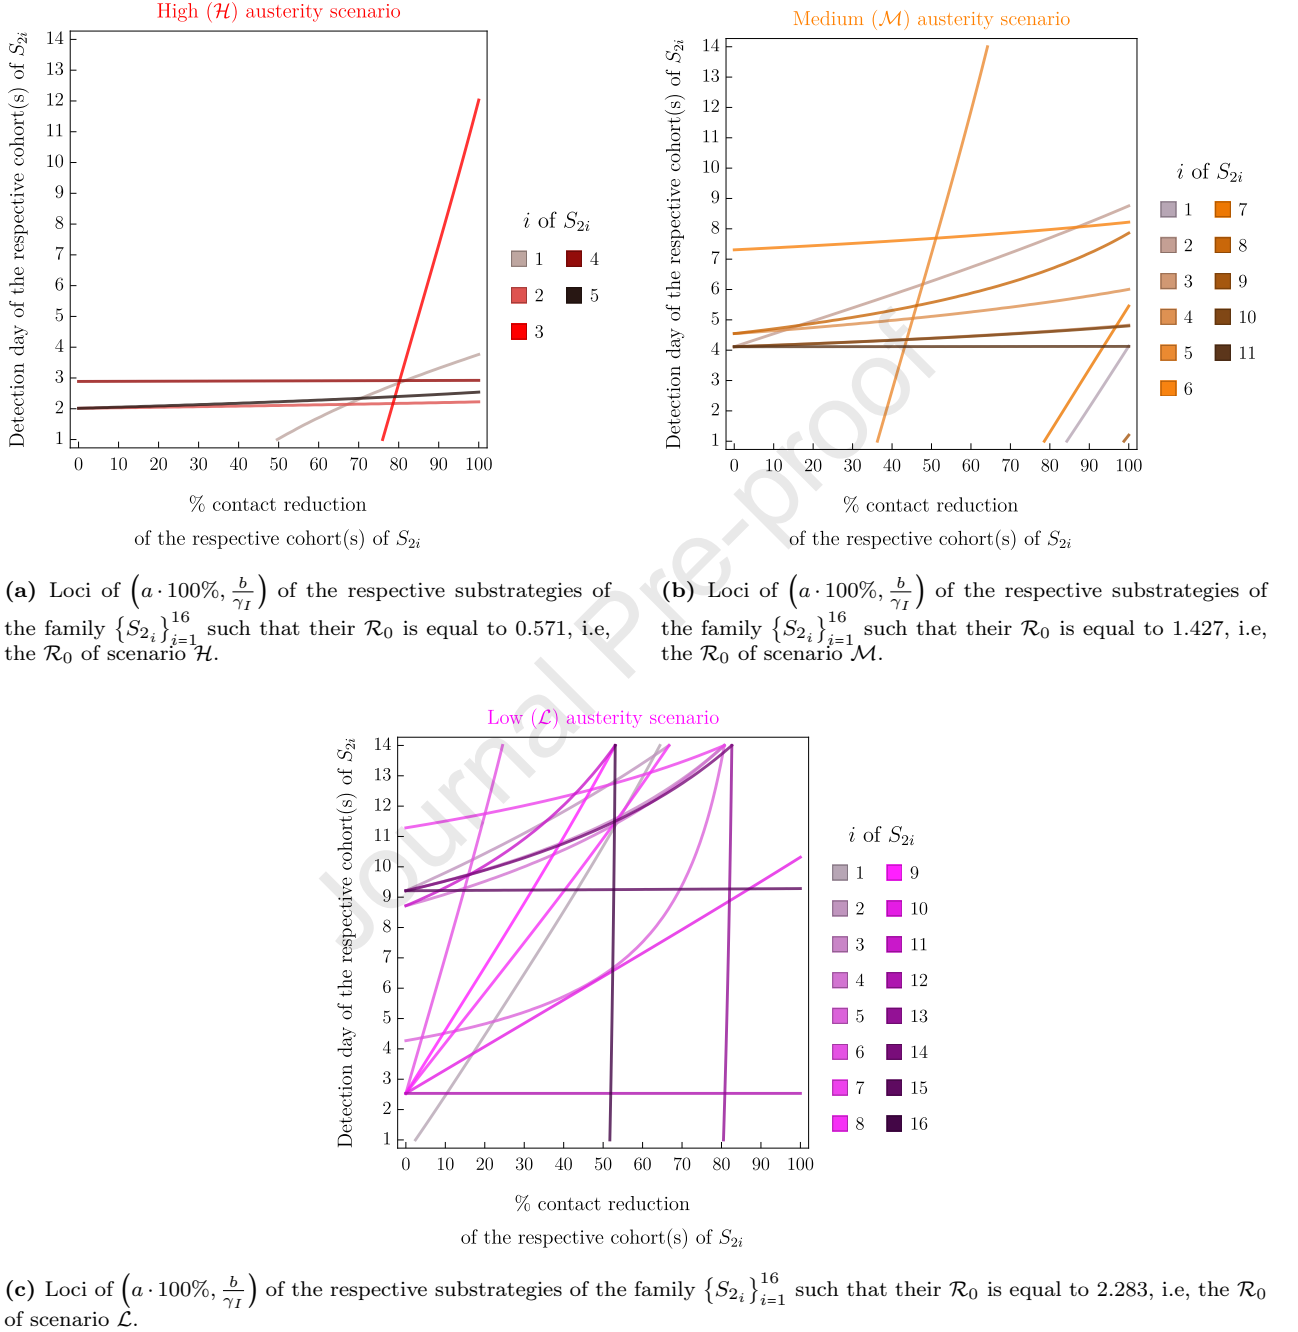 High (ℋ) austerity scenario
Detection day of the respective cohort(s) of S₂ᵢ
14
13
12
11
10
9
8
7
6
5
4
3
2
1
0 10 20 30 40 50 60 70 80 90 100
% contact reduction
of the respective cohort(s) of S₂ᵢ
i of S₂ᵢ
1 4
2 5
3
(a) Loci of (a · 100%, b/γ_I) of the respective substrategies of
the family {S₂ᵢ}¹⁶ᵢ₌₁ such that their ℛ₀ is equal to 0.571, i.e,
the ℛ₀ of scenario ℋ.
Medium (ℳ) austerity scenario
Detection day of the respective cohort(s) of S₂ᵢ
14
13
12
11
10
9
8
7
6
5
4
3
2
1
0 10 20 30 40 50 60 70 80 90 100
% contact reduction
of the respective cohort(s) of S₂ᵢ
i of S₂ᵢ
1 7
2 8
3 9
4 10
5 11
6
(b) Loci of (a · 100%, b/γ_I) of the respective substrategies of
the family {S₂ᵢ}¹⁶ᵢ₌₁ such that their ℛ₀ is equal to 1.427, i.e,
the ℛ₀ of scenario ℳ.
Low (ℒ) austerity scenario
Detection day of the respective cohort(s) of S₂ᵢ
14
13
12
11
10
9
8
7
6
5
4
3
2
1
0 10 20 30 40 50 60 70 80 90 100
% contact reduction
of the respective cohort(s) of S₂ᵢ
i of S₂ᵢ
1 9
2 10
3 11
4 12
5 13
6 14
7 15
8 16
(c) Loci of (a · 100%, b/γ_I) of the respective substrategies of the family {S₂ᵢ}¹⁶ᵢ₌₁ such that their ℛ₀ is equal to 2.283, i.e, the ℛ₀
of scenario ℒ.
Journal Pre-proof